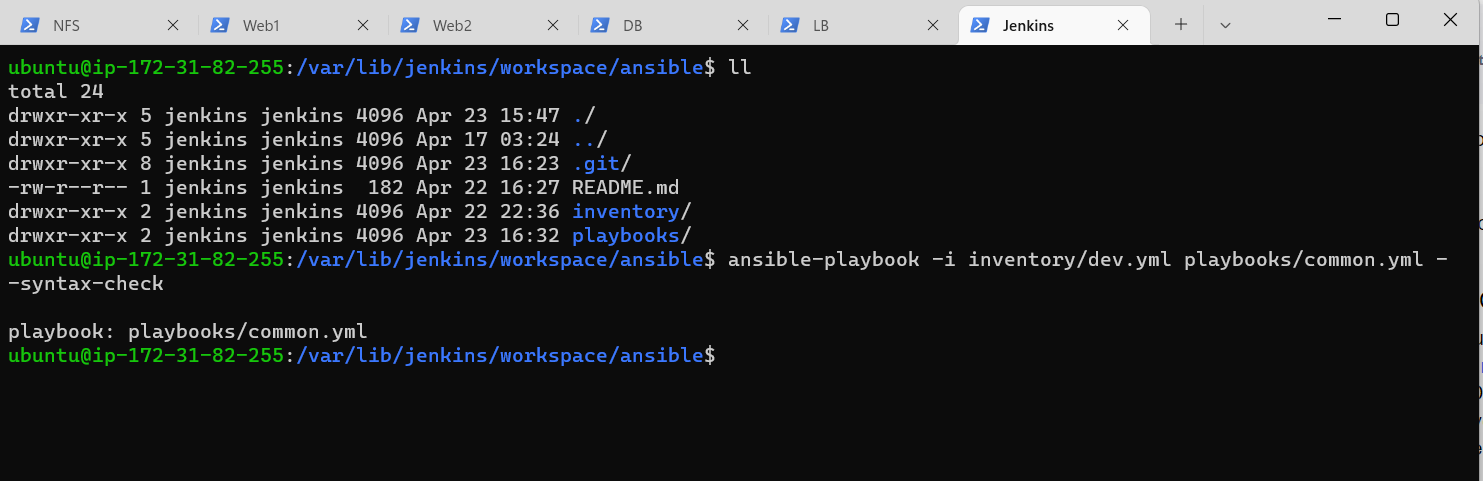 NFS Web1 Web2 DB LB Jenkins
ubuntu@ip-172-31-82-255:/var/lib/jenkins/workspace/ansible$ ll
total 24
drwxr-xr-x 5 jenkins jenkins 4096 Apr 23 15:47 ./
drwxr-xr-x 5 jenkins jenkins 4096 Apr 17 03:24 ../
drwxr-xr-x 8 jenkins jenkins 4096 Apr 23 16:23 .git/
-rw-r--r-- 1 jenkins jenkins  182 Apr 22 16:27 README.md
drwxr-xr-x 2 jenkins jenkins 4096 Apr 22 22:36 inventory/
drwxr-xr-x 2 jenkins jenkins 4096 Apr 23 16:32 playbooks/
ubuntu@ip-172-31-82-255:/var/lib/jenkins/workspace/ansible$ ansible-playbook -i inventory/dev.yml playbooks/common.yml -
-syntax-check
playbook: playbooks/common.yml
ubuntu@ip-172-31-82-255:/var/lib/jenkins/workspace/ansible$